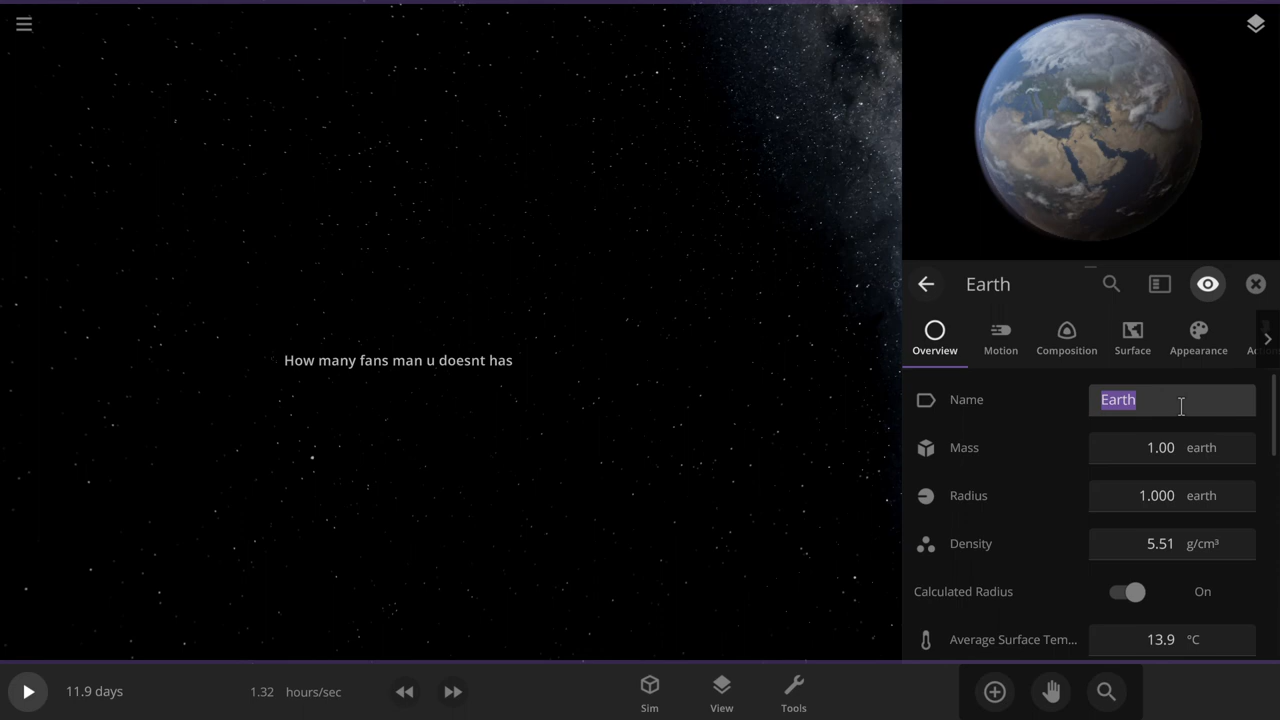 How many fans man u doesnt has
Earth
Overview
Motion
Composition
Surface
Appearance
Name Earth
Mass 1.00 earth
Radius 1.000 earth
Density 5.51 g/cm³
Calculated Radius On
Average Surface Tem... 13.9 °C
11.9 days
1.32 hours/sec
Sim
View
Tools